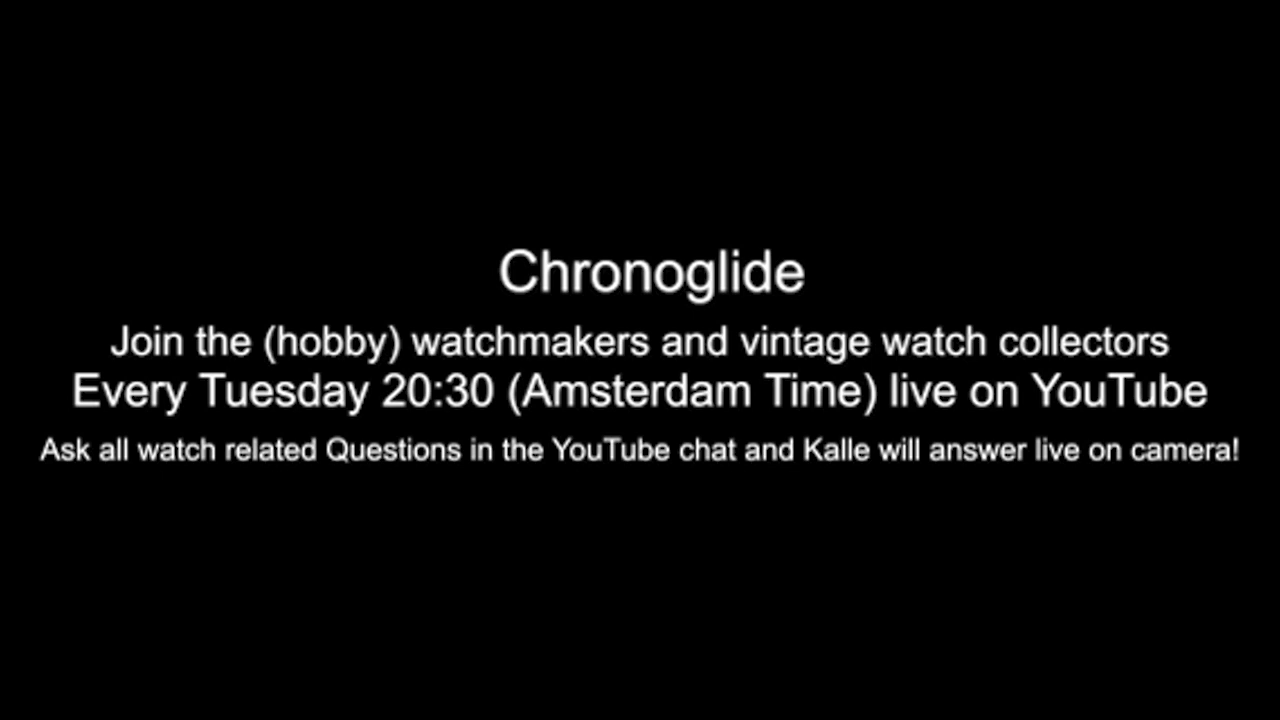 Chronoglide
Join the (hobby) watchmakers and vintage watch collectors
Every Tuesday 20:30 (Amsterdam Time) live on YouTube
Ask all watch related Questions in the YouTube chat and Kalle will answer live on camera!